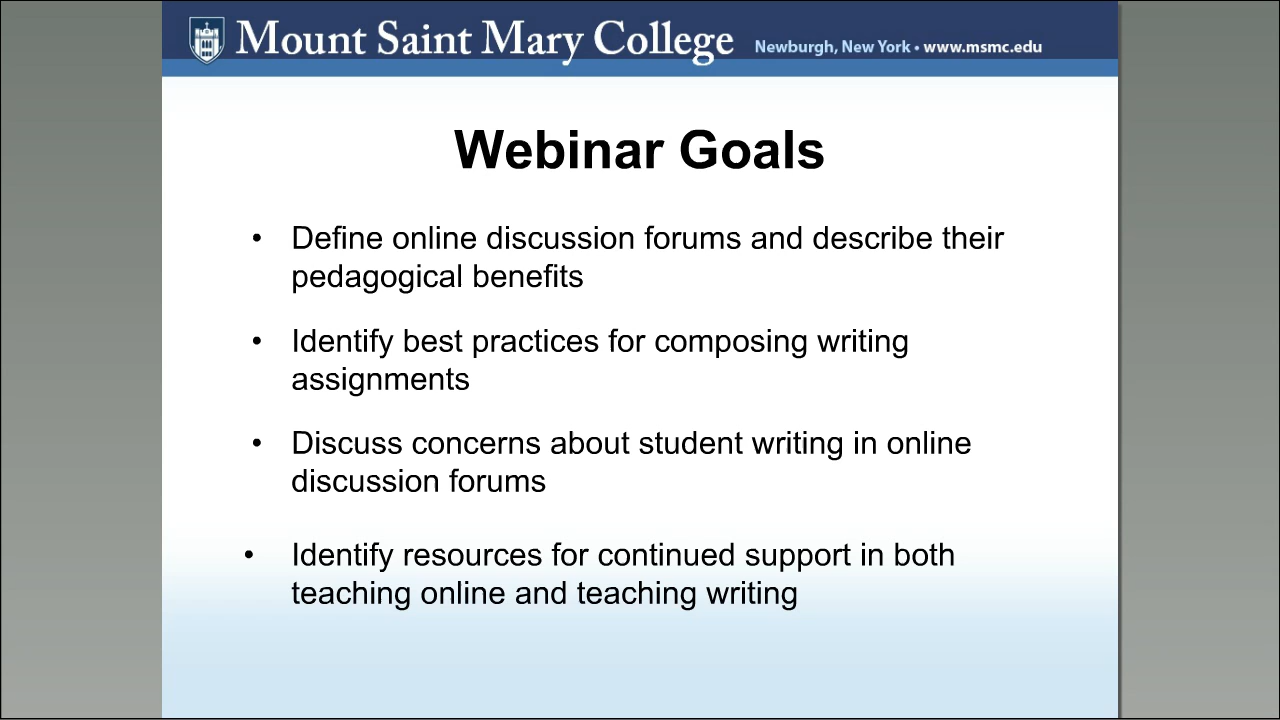 Mount Saint Mary College Newburgh, New York • www.msmc.edu
Webinar Goals
• Define online discussion forums and describe their
pedagogical benefits
• Identify best practices for composing writing
assignments
• Discuss concerns about student writing in online
discussion forums
• Identify resources for continued support in both
teaching online and teaching writing